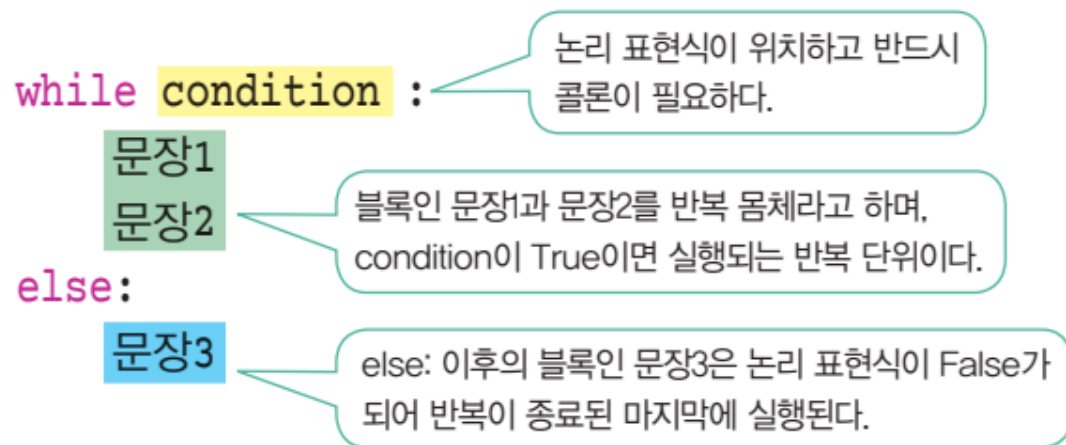 논리 표현식이 위치하고 반드시
콜론이 필요하다.
while condition :
문장1
문장2
블록인 문장1과 문장2를 반복 몸체라고 하며,
condition이 True이면 실행되는 반복 단위이다.
else:
문장3
else: 이후의 블록인 문장3은 논리 표현식이 False가
되어 반복이 종료된 마지막에 실행된다.